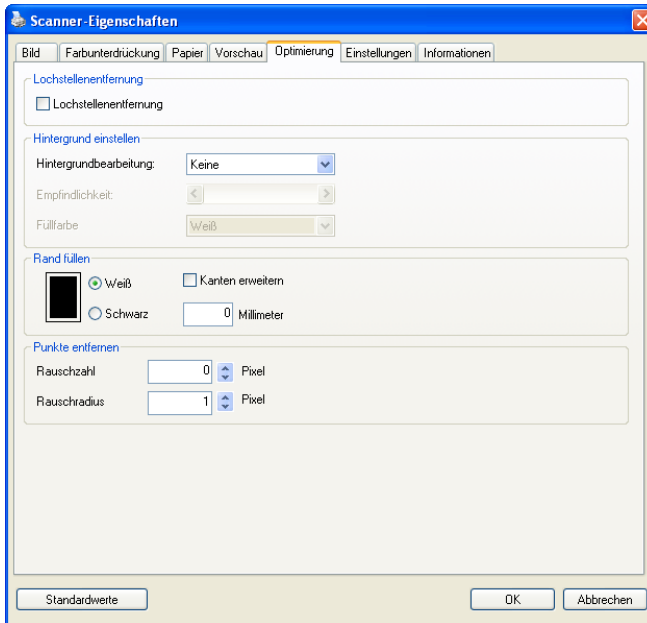 Scanner-Eigenschaften
Bild Farbunterdrückung Papier Vorschau Optimierung Einstellungen Informationen
Lochstellenentfernung
Lochstellenentfernung
Hintergrund einstellen
Hintergrundbearbeitung: Keine
Empfindlichkeit:
Füllfarbe Weiß
Rand füllen
Weiß Kanten erweitern
Schwarz 0 Millimeter
Punkte entfernen
Rauschzahl 0 Pixel
Rauschradius 1 Pixel
Standardwerte OK Abbrechen